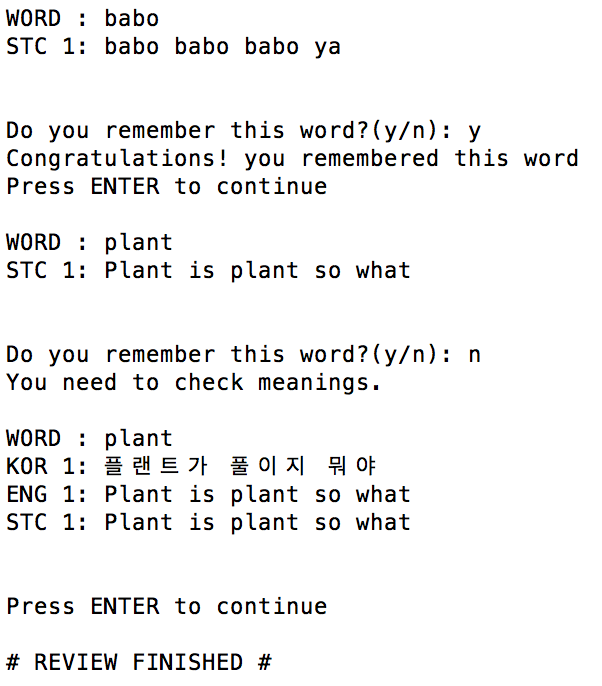 WORD : babo
STC 1: babo babo babo ya
Do you remember this word?(y/n): y
Congratulations! you remembered this word
Press ENTER to continue
WORD : plant
STC 1: Plant is plant so what
Do you remember this word?(y/n): n
You need to check meanings.
WORD : plant
KOR 1: 플랜트가 풀이지 뭐야
ENG 1: Plant is plant so what
STC 1: Plant is plant so what
Press ENTER to continue
# REVIEW FINISHED #